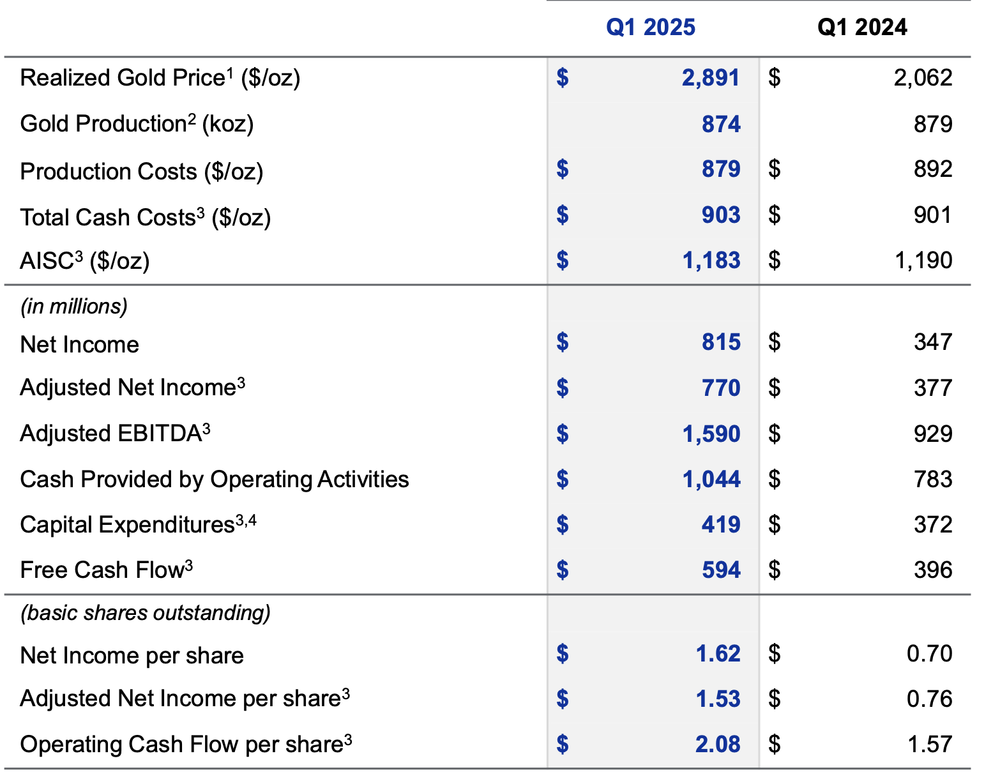 Q1 2025 Q1 2024
Realized Gold Price¹ ($/oz) $ 2,891 $ 2,062
Gold Production² (koz) 874 879
Production Costs ($/oz) $ 879 $ 892
Total Cash Costs³ ($/oz) $ 903 $ 901
AISC³ ($/oz) $ 1,183 $ 1,190
(in millions)
Net Income $ 815 $ 347
Adjusted Net Income³ $ 770 $ 377
Adjusted EBITDA³ $ 1,590 $ 929
Cash Provided by Operating Activities $ 1,044 $ 783
Capital Expenditures³,⁴ $ 419 $ 372
Free Cash Flow³ $ 594 $ 396
(basic shares outstanding)
Net Income per share $ 1.62 $ 0.70
Adjusted Net Income per share³ $ 1.53 $ 0.76
Operating Cash Flow per share³ $ 2.08 $ 1.57